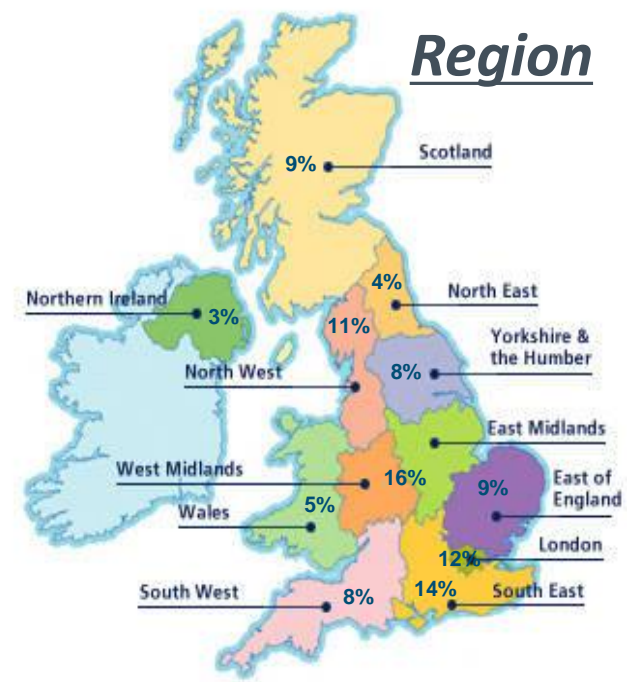 Region
Scotland
9%
4%
North East
Northern Ireland
3%
11%
Yorkshire &
the Humber
North West
8%
East Midlands
West Midlands
16%
9%
East of
England
Wales
5%
London
12%
South West
8%
14%
South East